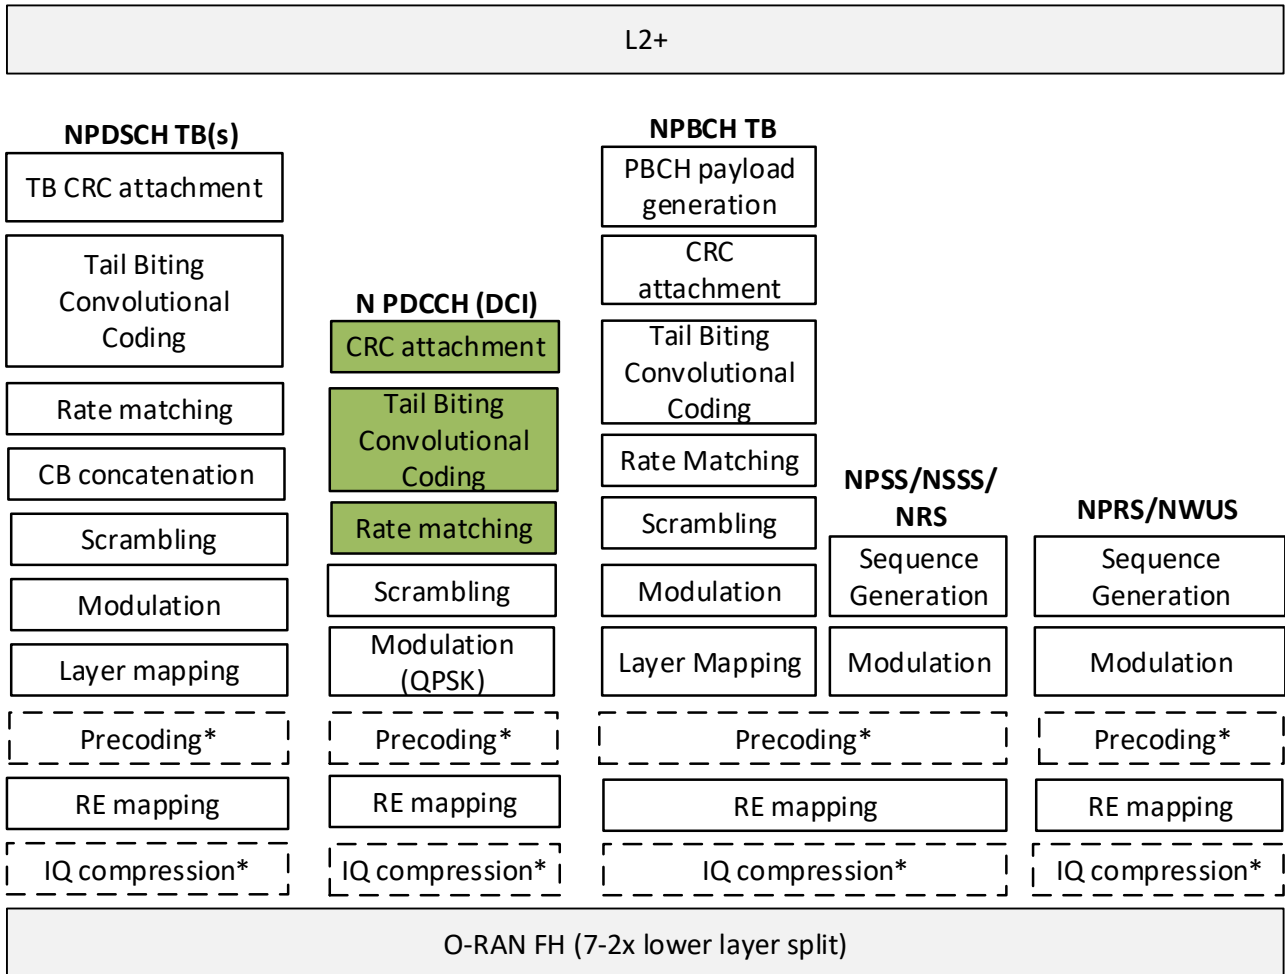 L2+
NPDSCH TB(s)
TB CRC attachment
Tail Biting
Convolutional
Coding
Rate matching
CB concatenation
Scrambling
Modulation
Layer mapping
Precoding*
RE mapping
IQ compression*
N PDCCH (DCI)
CRC attachment
Tail Biting
Convolutional
Coding
Rate matching
Scrambling
Modulation
(QPSK)
Precoding*
RE mapping
IQ compression*
NPBCH TB
PBCH payload
generation
CRC
attachment
Tail Biting
Convolutional
Coding
Rate Matching
Scrambling
Modulation
Layer Mapping
NPSS/NSSS/
NRS
Sequence
Generation
Modulation
Precoding*
RE mapping
IQ compression*
NPRS/NWUS
Sequence
Generation
Modulation
Precoding*
RE mapping
IQ compression*
O-RAN FH (7-2x lower layer split)